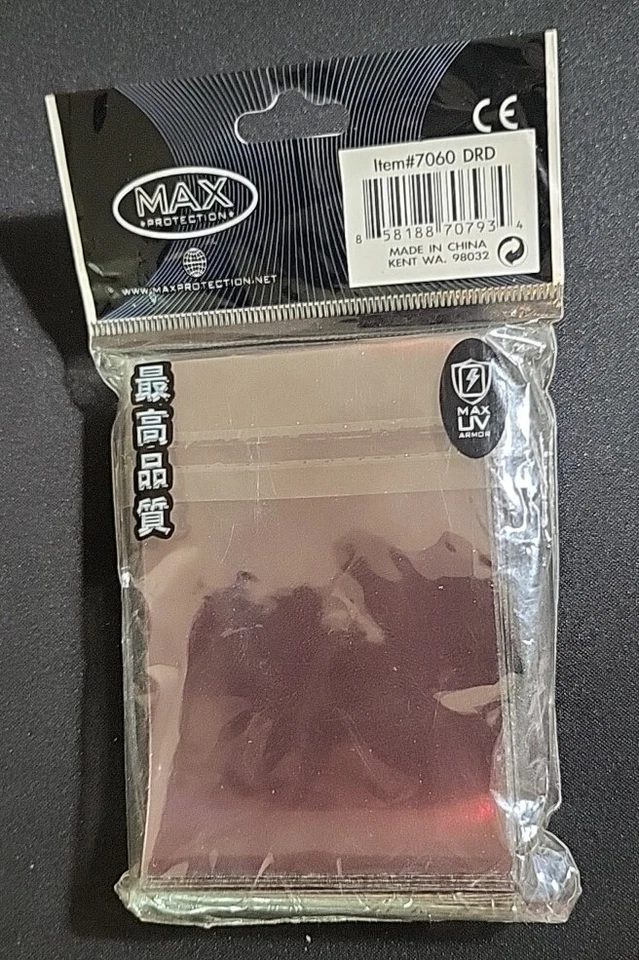 CE
Item#7060 DRD
8 58188 70793 4
MADE IN CHINA
KENT WA. 98032
MAX
PROTECTION
WWW.MAXPROTECTION.NET
最高品質
MAX
UV
ARMOR